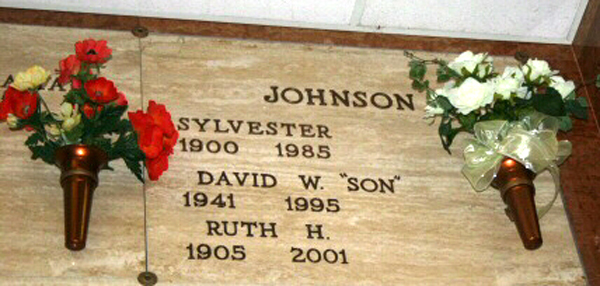 JOHNSON
SYLVESTER
1900 1985
DAVID W. "SON"
1941 1995
RUTH H.
1905 2001